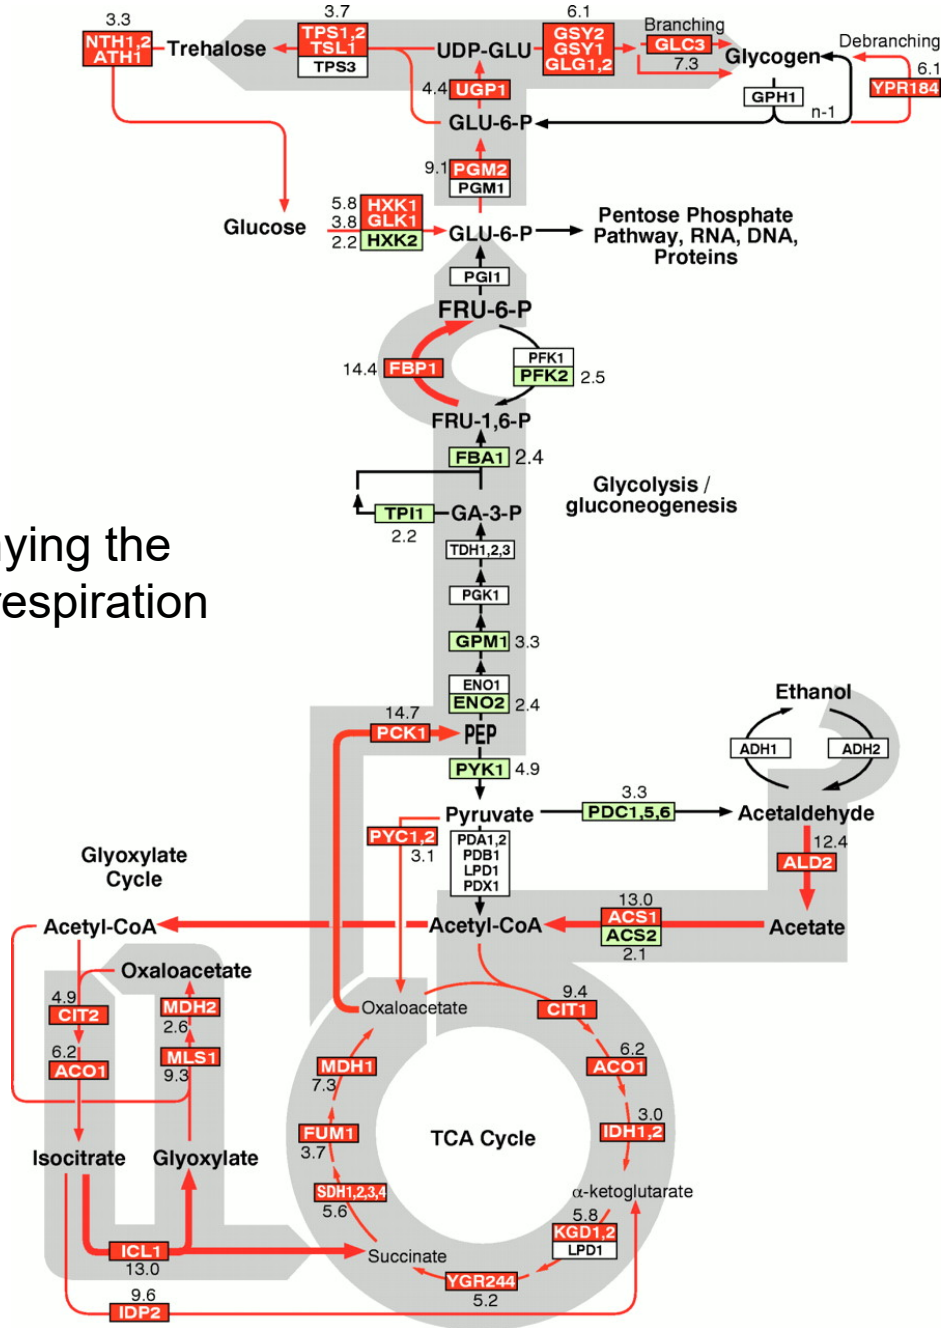 3.3
NTH1,2
ATH1
Trehalose
3.7
TPS1,2
TSL1
TPS3
UDP-GLU
6.1
GSY2
GSY1
GLG1,2
Branching
GLC3
7.3
Glycogen
Debranching
6.1
YPR184
GPH1
n-1
4.4 UGP1
GLU-6-P
9.1 PGM2
PGM1
Glucose
5.8 HXK1
3.8 GLK1
2.2 HXK2
GLU-6-P
Pentose Phosphate
Pathway, RNA, DNA,
Proteins
PGI1
FRU-6-P
14.4 FBP1
PFK1
PFK2 2.5
FRU-1,6-P
FBA1 2.4
Glycolysis /
gluconeogenesis
TPI1
2.2
GA-3-P
nying the
respiration
TDH1,2,3
PGK1
GPM1 3.3
ENO1
ENO2 2.4
14.7
PCK1
PEP
PYK1 4.9
Ethanol
ADH1
ADH2
Pyruvate
3.3
PDC1,5,6
Acetaldehyde
PYC1,2
3.1
PDA1,2
PDB1
LPD1
PDX1
12.4
ALD2
Glyoxylate
Cycle
Acetyl-CoA
Acetyl-CoA
13.0
ACS1
ACS2
2.1
Acetate
Oxaloacetate
4.9
CIT2
MDH2
2.6
6.2
ACO1
MLS1
9.3
Isocitrate
Glyoxylate
ICL1
13.0
9.6
IDP2
Oxaloacetate
9.4
CIT1
6.2
ACO1
3.0
IDH1,2
TCA Cycle
α-ketoglutarate
5.8
KGD1,2
LPD1
YGR244
5.2
Succinate
SDH1,2,3,4
5.6
FUM1
3.7
MDH1
7.3